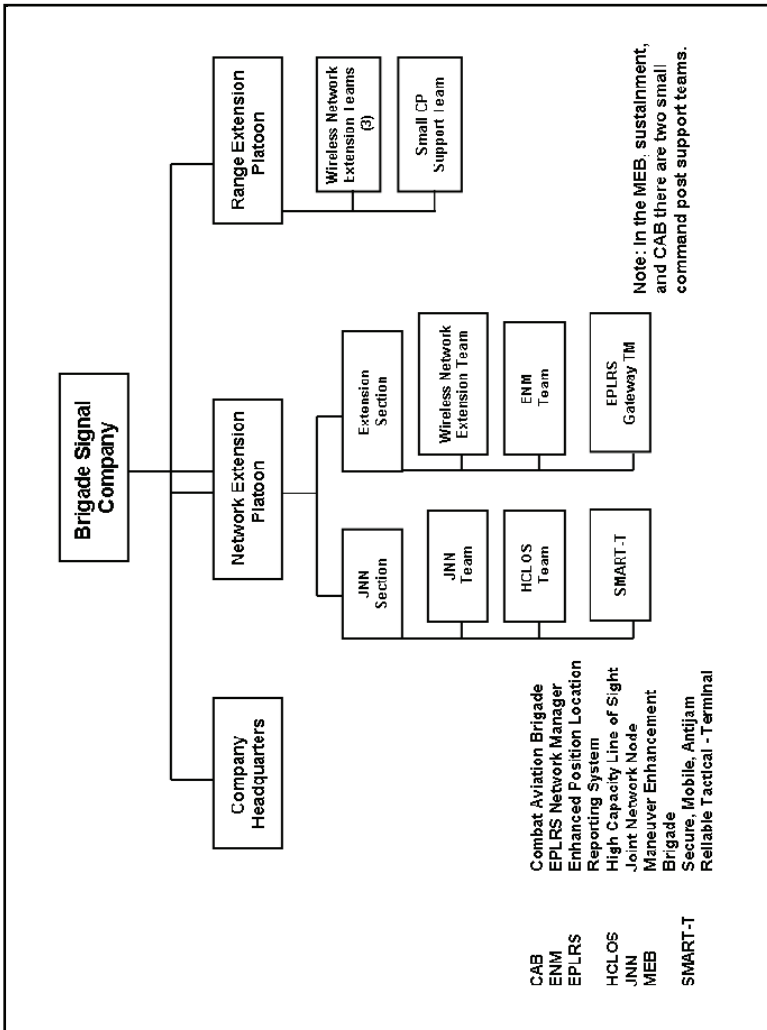 Brigade Signal
Company
Company
Headquarters
Network Extension
Platoon
Range Extension
Platoon
JNN
Section
JNN
Team
HCLOS
Team
SMART-T
Extension
Section
Wireless Network
Extension Team
ENM
Team
EPLRS
Gateway TM
Wireless Network
Extension Teams
(3)
Small CP
Support Team
CAB Combat Aviation Brigade
ENM EPLRS Network Manager
EPLRS Enhanced Position Location
Reporting System
HCLOS High Capacity Line of Sight
JNN Joint Network Node
MEB Maneuver Enhancement
Brigade
SMART-T Secure, Mobile, Antijam
Reliable Tactical - Terminal
Note: In the MEB, sustainment,
and CAB there are two small
command post support teams.